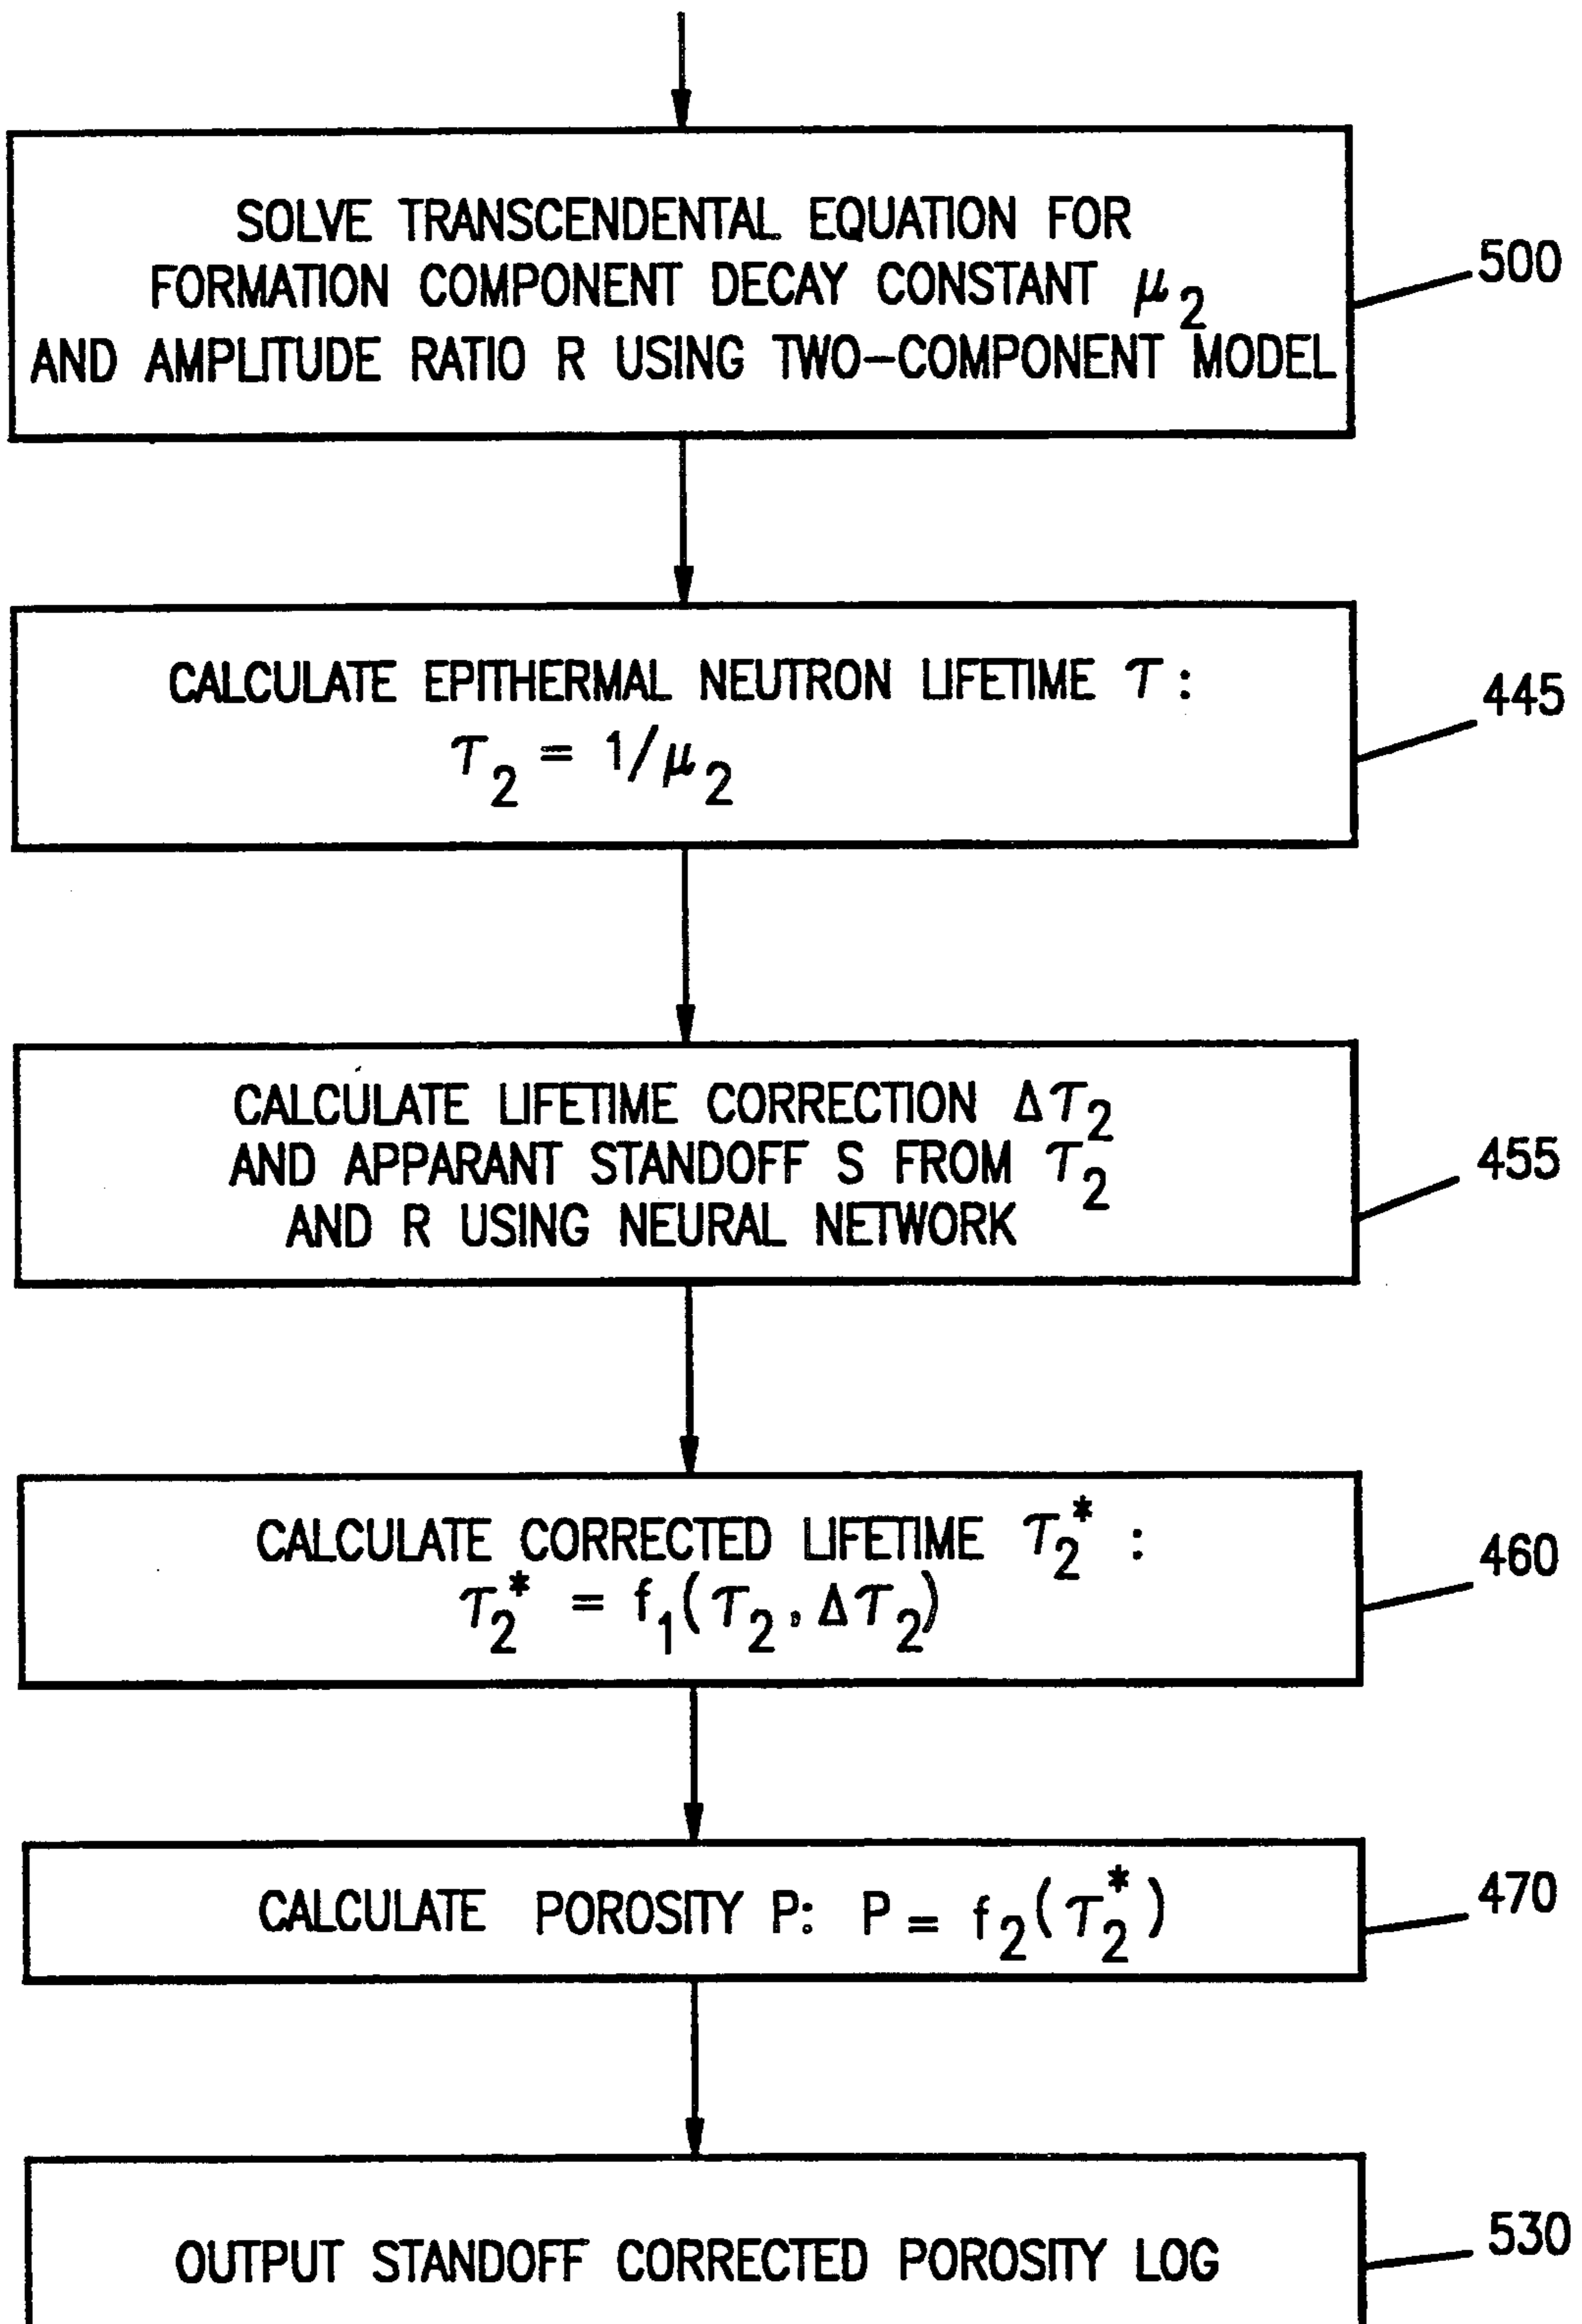 SOLVE TRANSCENDENTAL EQUATION FOR
FORMATION COMPONENT DECAY CONSTANT μ2
AND AMPLITUDE RATIO R USING TWO-COMPONENT MODEL
500
CALCULATE EPITHERMAL NEUTRON LIFETIME τ:
τ2 = 1/μ2
445
CALCULATE LIFETIME CORRECTION Δτ2
AND APPARANT STANDOFF S FROM τ2
AND R USING NEURAL NETWORK
455
CALCULATE CORRECTED LIFETIME τ2* :
τ2* = f1(τ2, Δτ2)
460
CALCULATE POROSITY P: P = f2(τ2*)
470
OUTPUT STANDOFF CORRECTED POROSITY LOG
530